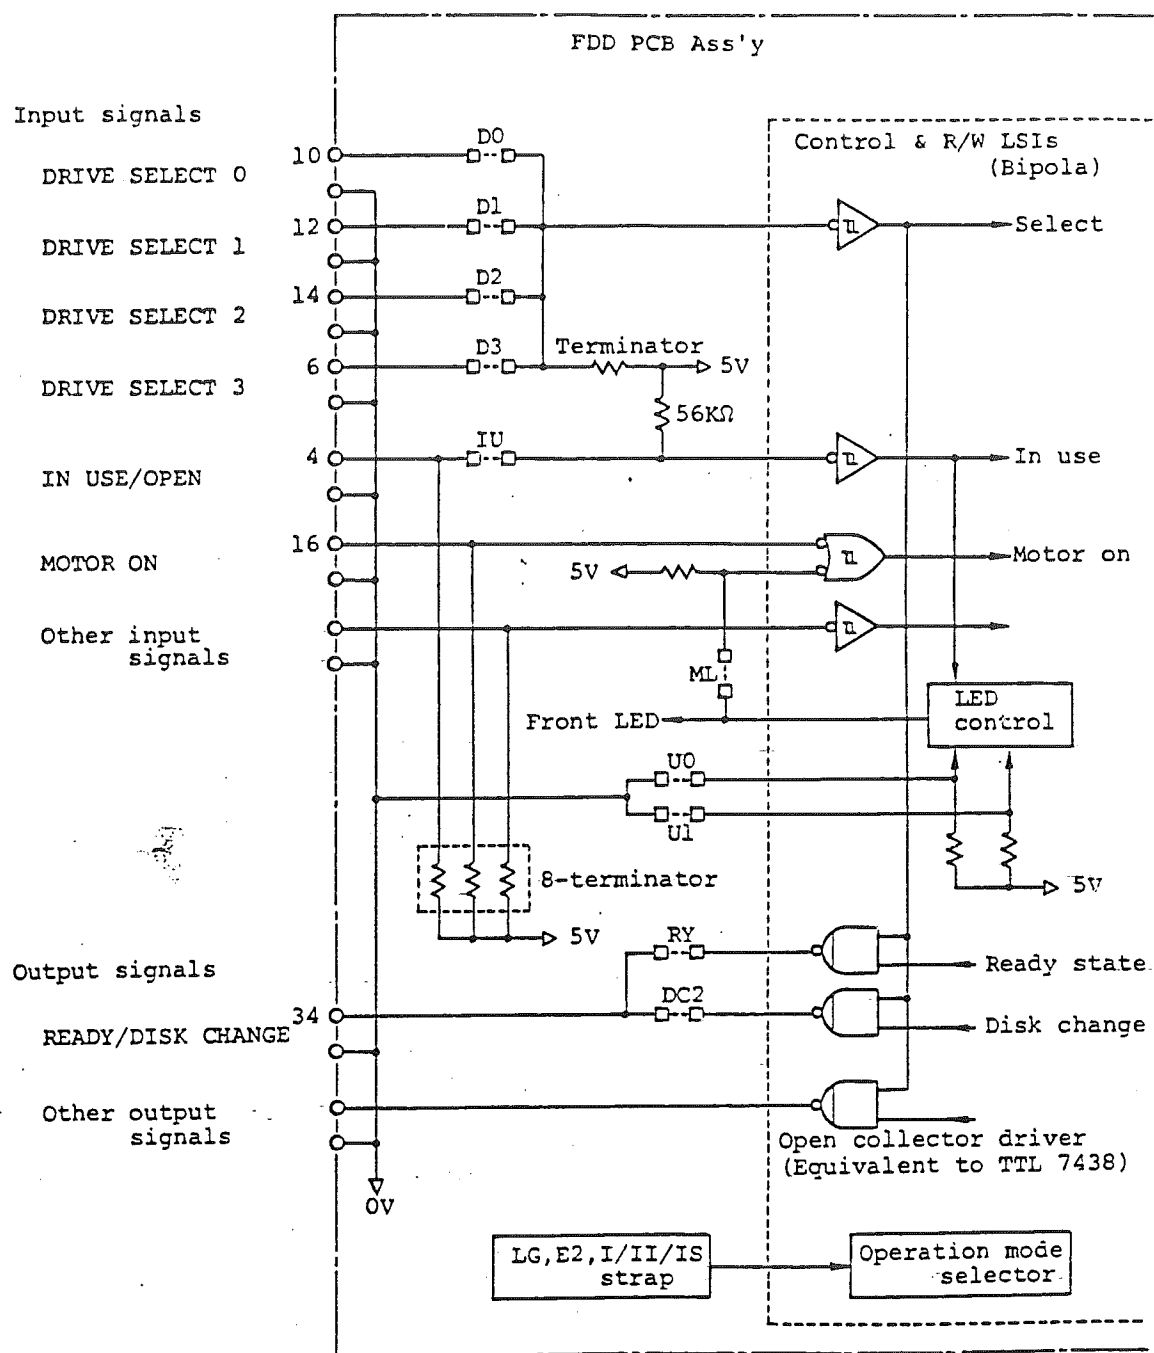 FDD PCB Ass'y
Input signals
Control & R/W LSIs
(Bipola)
D0
10
DRIVE SELECT 0
D1
12
Select
DRIVE SELECT 1
D2
14
DRIVE SELECT 2
D3
Terminator
6
5V
DRIVE SELECT 3
56KΩ
IU
4
In use
IN USE/OPEN
16
MOTOR ON
Motor on
5V
Other input
signals
ML
LED
control
Front LED
U0
U1
8-terminator
5V
5V
RY
Ready state
Output signals
DC2
34
READY/DISK CHANGE
Disk change
Other output
signals
Open collector driver
(Equivalent to TTL 7438)
0V
LG,E2,I/II/IS
strap
Operation mode
selector